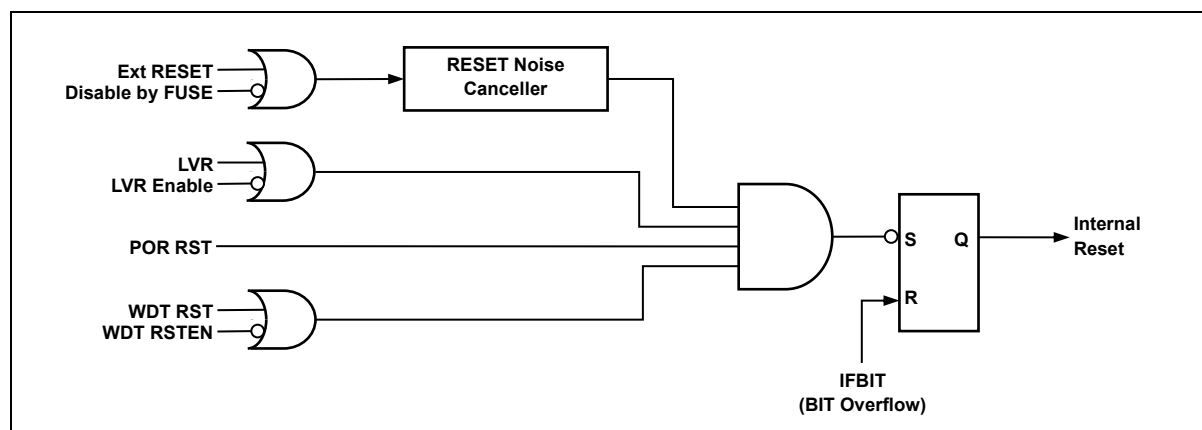 Ext RESET
Disable by FUSE
RESET Noise
Canceller
LVR
LVR Enable
POR RST
WDT RST
WDT RSTEN
S
Q
R
Internal
Reset
IFBIT
(BIT Overflow)